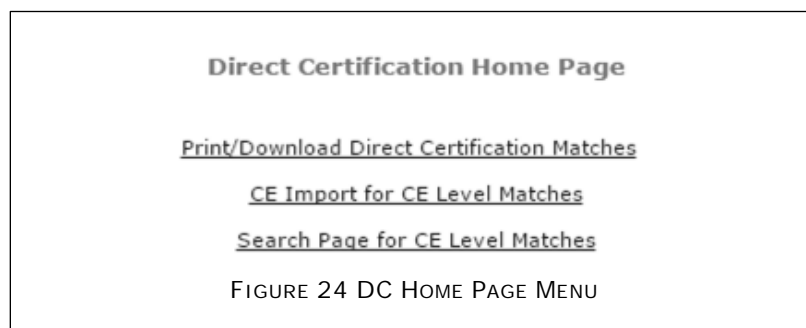 Direct Certification Home Page
Print/Download Direct Certification Matches
CE Import for CE Level Matches
Search Page for CE Level Matches
FIGURE 24 DC HOME PAGE MENU